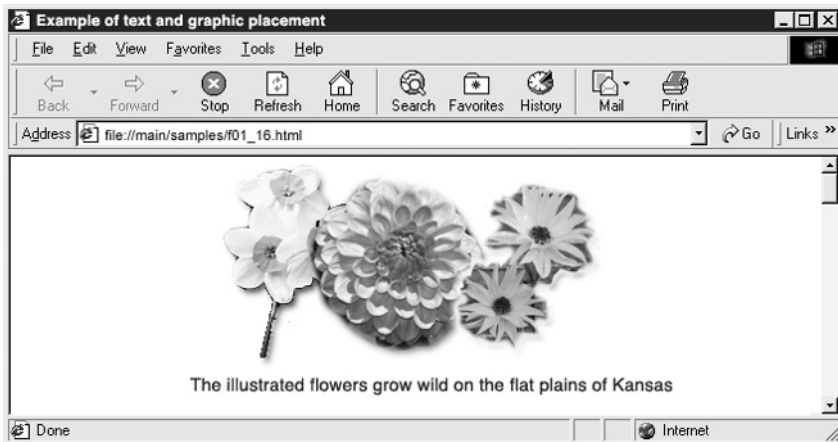 Example of text and graphic placement
File Edit View Favorites Tools Help
Back Forward Stop Refresh Home Search Favorites History Mail Print
Address file://main/samples/f01_16.html Go Links »
The illustrated flowers grow wild on the flat plains of Kansas
Done Internet